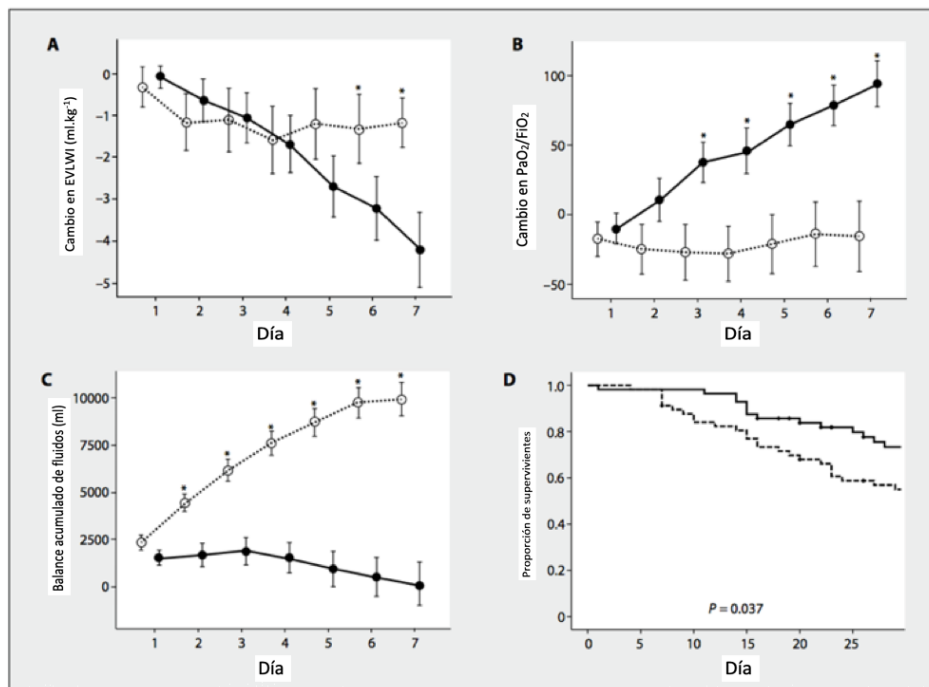 A
Cambio en EVLWI (ml.kg⁻¹)
0
−1
−2
−3
−4
−5
* *
1 2 3 4 5 6 7
Día
B
Cambio en PaO₂/FiO₂
100
50
0
−50
* * * * *
1 2 3 4 5 6 7
Día
C
Balance acumulado de fluidos (ml)
10000
7500
5000
2500
0
* * * * * *
1 2 3 4 5 6 7
Día
D
Proporción de supervivientes
1.0
0.8
0.6
0.4
0.2
0
P = 0.037
0 5 10 15 20 25
Día